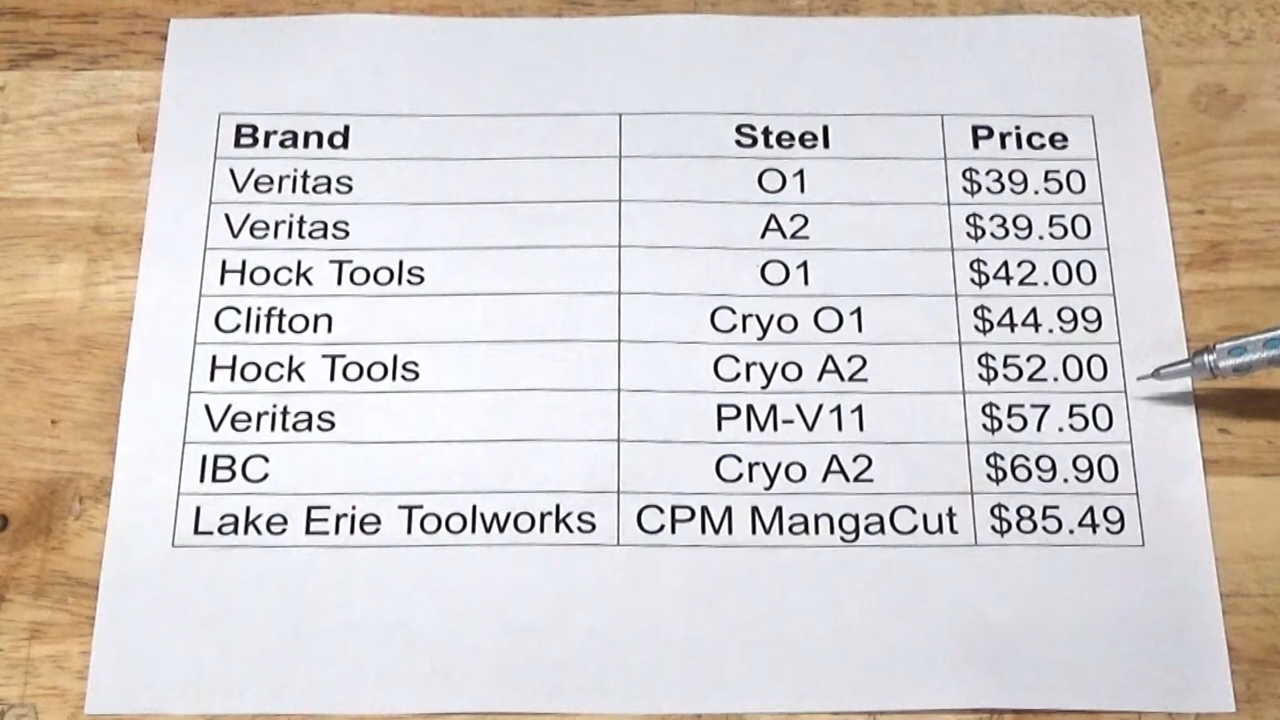 Brand Steel Price
Veritas O1 $39.50
Veritas A2 $39.50
Hock Tools O1 $42.00
Clifton Cryo O1 $44.99
Hock Tools Cryo A2 $52.00
Veritas PM-V11 $57.50
IBC Cryo A2 $69.90
Lake Erie Toolworks CPM MangaCut $85.49